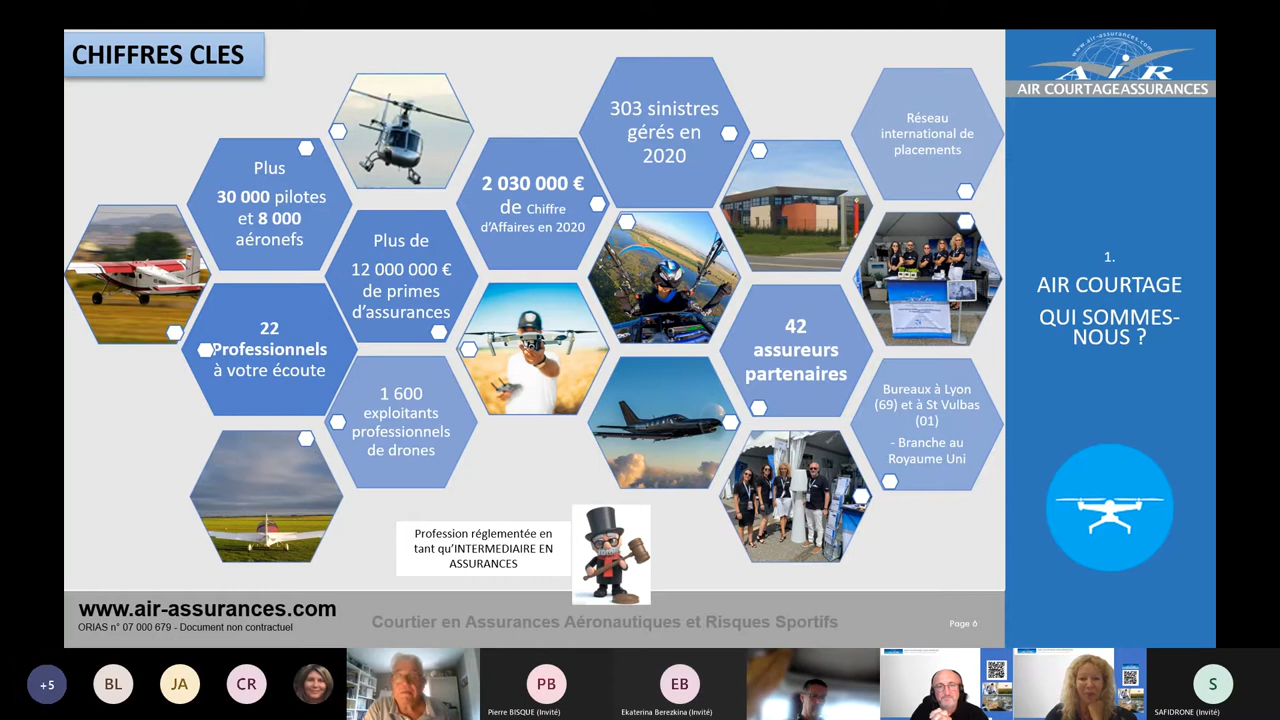 CHIFFRES CLES
Plus
30 000 pilotes
et 8 000
aéronefs
Plus de
12 000 000 €
de primes
d'assurances
22
Professionnels
à votre écoute
1 600
exploitants
professionnels
de drones
2 030 000 €
de Chiffre
d'Affaires en 2020
303 sinistres
gérés en
2020
42
assureurs
partenaires
Réseau
international de
placements
Bureaux à Lyon
(69) et à St Vulbas
(01)
- Branche au
Royaume Uni
Profession réglementée en
tant qu'INTERMEDIAIRE EN
ASSURANCES
www.air-assurances.com
AIR
AIR COURTAGE ASSURANCES
1.
AIR COURTAGE
QUI SOMMES-
NOUS ?
www.air-assurances.com
ORIAS n° 07 000 679 - Document non contractuel
Courtier en Assurances Aéronautiques et Risques Sportifs
Page 6
+5
BL
JA
CR
PB
Pierre BISQUE (Invité)
EB
Ekaterina Berezkina (Invité)
S
SAFIDRONE (Invité)